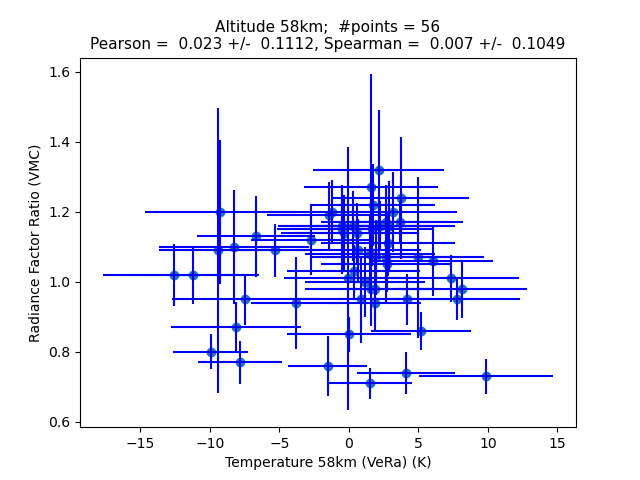 Altitude 58km;  #points = 56
Pearson =  0.023 +/-  0.1112, Spearman =  0.007 +/-  0.1049
1.6
1.4
1.2
1.0
0.8
0.6
Radiance Factor Ratio (VMC)
−15 −10 −5 0 5 10 15
Temperature 58km (VeRa) (K)